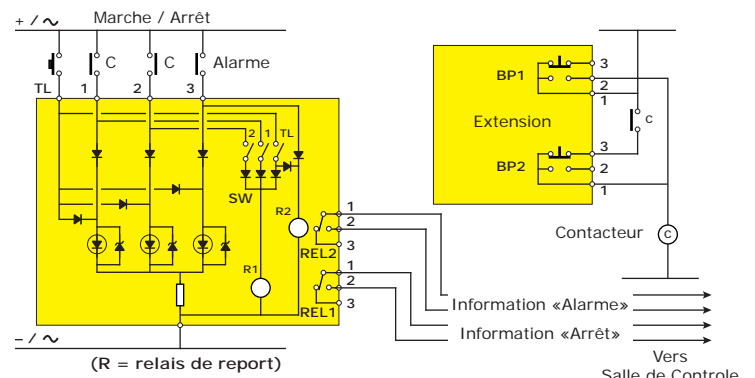 Marche / Arrêt
+ / ∿
C
C
Alarme
TL
1
2
3
2 1 TL
SW
R2
R1
REL2
REL1
1
2
3
1
2
3
BP1
Extension
BP2
3
2
1
3
2
1
C
Contacteur
C
Information «Alarme»
Information «Arrêt»
– / ∿
(R = relais de report)
Vers
Salle de Controle